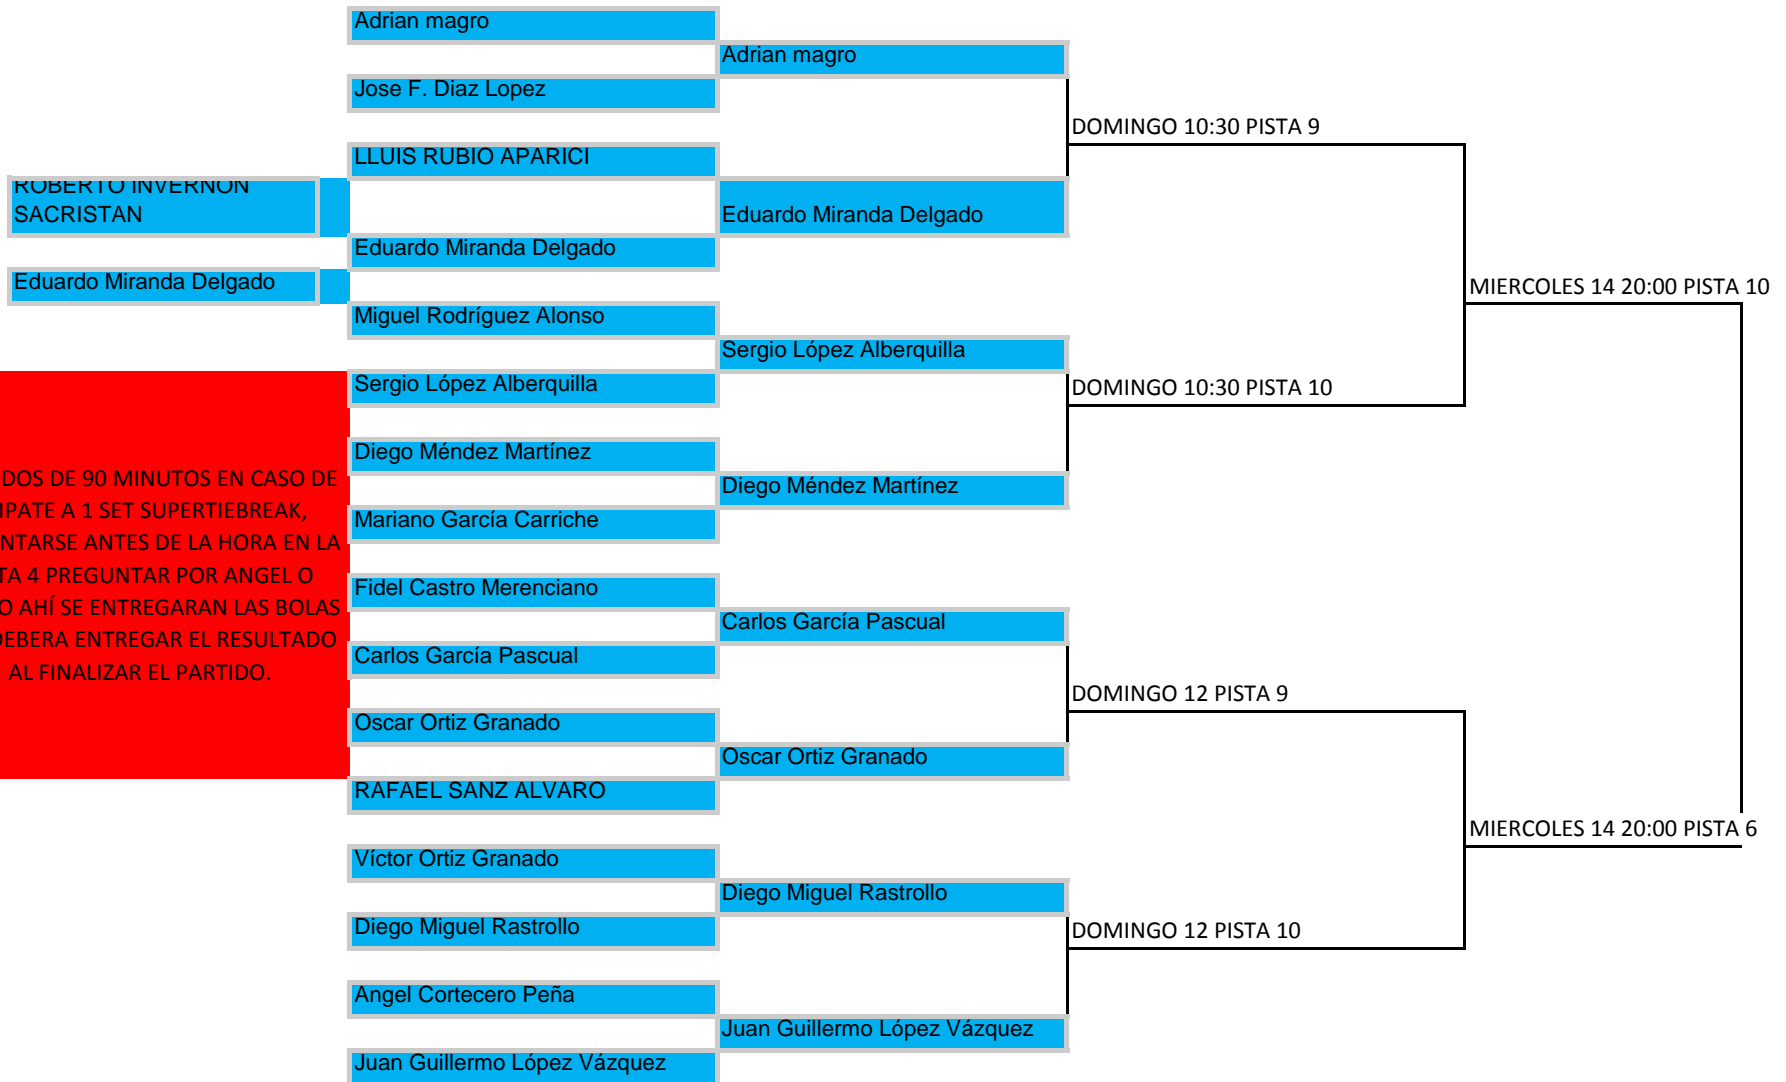 Adrian magro
Adrian magro
Jose F. Diaz Lopez
DOMINGO 10:30 PISTA 9
LLUIS RUBIO APARICI
ROBERTO INVERNON
SACRISTAN
Eduardo Miranda Delgado
Eduardo Miranda Delgado
Eduardo Miranda Delgado
MIERCOLES 14 20:00 PISTA 10
Miguel Rodríguez Alonso
Sergio López Alberquilla
Sergio López Alberquilla
DOMINGO 10:30 PISTA 10
Diego Méndez Martínez
Diego Méndez Martínez
Mariano García Carriche
DOS DE 90 MINUTOS EN CASO DE
PATE A 1 SET SUPERTIEBREAK,
NTARSE ANTES DE LA HORA EN LA
TA 4 PREGUNTAR POR ANGEL O
O AHÍ SE ENTREGARAN LAS BOLAS
DEBERA ENTREGAR EL RESULTADO
AL FINALIZAR EL PARTIDO.
Fidel Castro Merenciano
Carlos García Pascual
Carlos García Pascual
DOMINGO 12 PISTA 9
Oscar Ortiz Granado
Oscar Ortiz Granado
RAFAEL SANZ ALVARO
MIERCOLES 14 20:00 PISTA 6
Víctor Ortiz Granado
Diego Miguel Rastrollo
Diego Miguel Rastrollo
DOMINGO 12 PISTA 10
Angel Cortecero Peña
Juan Guillermo López Vázquez
Juan Guillermo López Vázquez